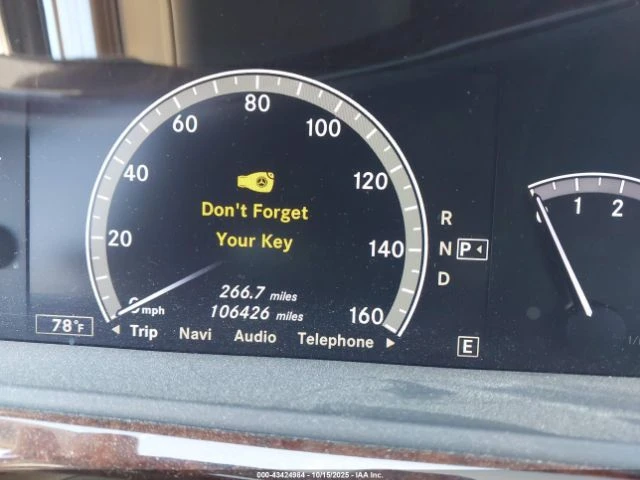 80
60
100
40
120
Don't Forget
Your Key
20
140
R
N
P
D
266.7 miles
106426 miles
0 mph
160
78°F
Trip Navi Audio Telephone
E
0
1
2
000-43424984 - 10/15/2025 - IAA Inc.